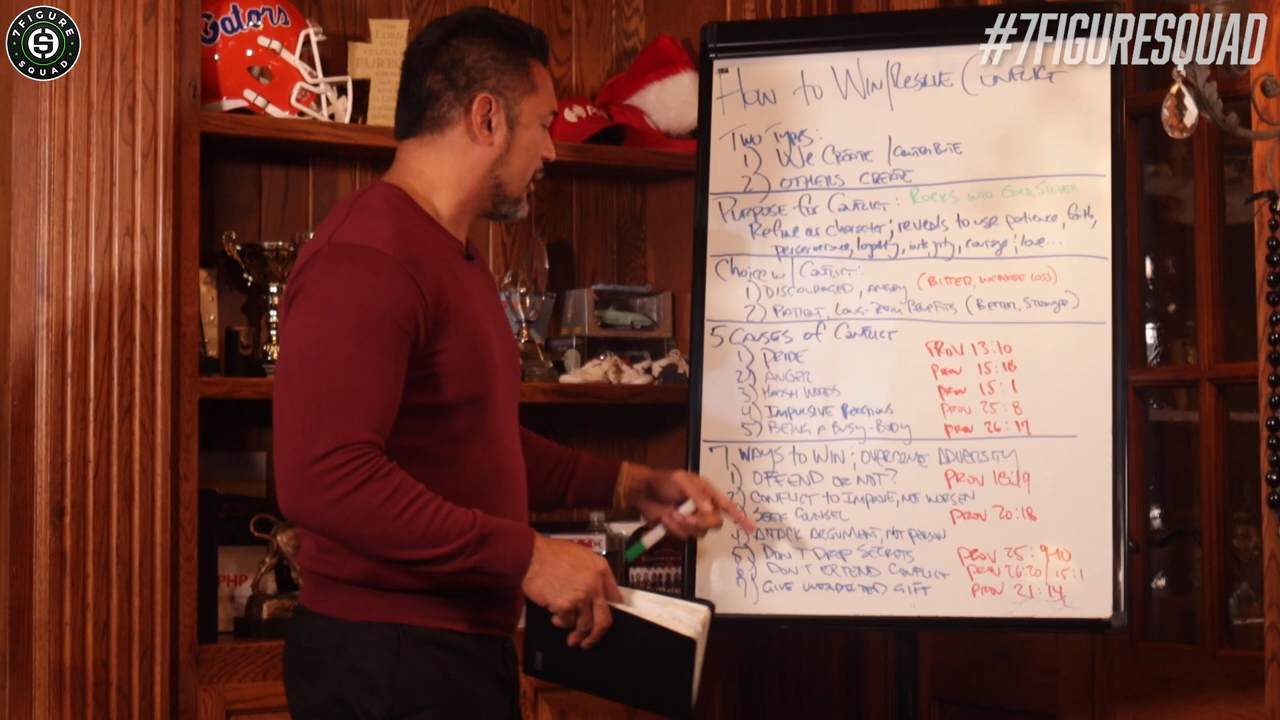 7 FIGURE
SQUAD
Gators
#7FIGURESQUAD
LORD
PURPO
How to Win/Resolve Conflict
Two Types:
1) We Create / Contribute
2) OTHERS CREATE
Purpose for Conflict: Rocks into Gold, Silver
Refine our character; reveals to use patience, faith,
perseverance, loyalty, integrity, courage; love...
Choice w/ Conflict:
1) DISCOURAGED, ANGRY (BITTER, INCREASE LOSS)
2) PATIENT, LONG-TERM BENEFITS (BETTER, STRONGER)
5 CAUSES of CONFLICT
1) PRIDE PROV 13:10
2) ANGER PROV 15:18
3) HARSH WORDS PROV 15:1
4) IMPULSIVE REACTIONS PROV 25:8
5) BEING A BUSY-BODY PROV 26:17
7 WAYS to WIN; OVERCOME ADVERSITY
1) OFFEND OR NOT? PROV 18:19
2) CONFLICT TO IMPROVE, NOT WORSEN
SEEK COUNSEL PROV 20:18
4) ATTACK ARGUMENT, NOT PERSON
5) DON'T DROP SECRETS PROV 25:9-10
6) DON'T EXTEND CONFLICT PROV 26:20/15:1
7) GIVE UNEXPECTED GIFT PROV 21:14
PHP